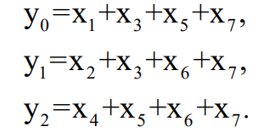 y₀=x₁+x₃+x₅+x₇,
y₁=x₂+x₃+x₆+x₇,
y₂=x₄+x₅+x₆+x₇.